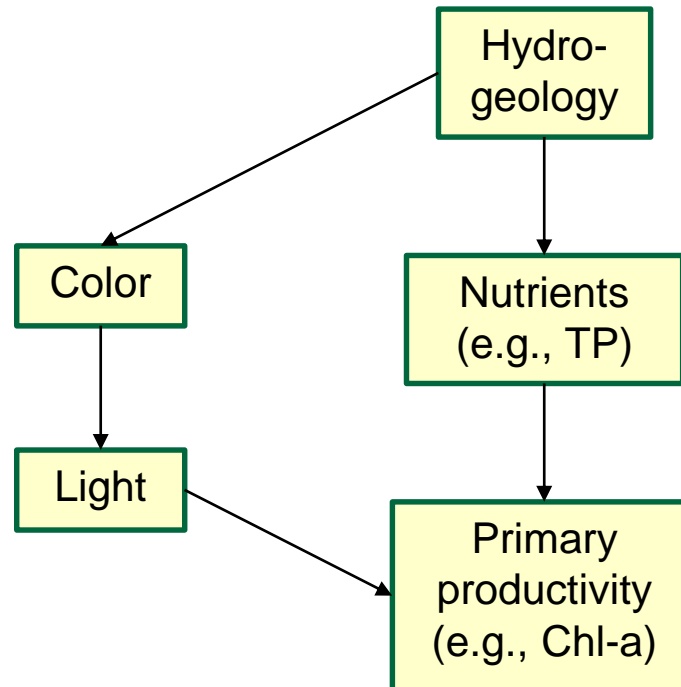 Hydro-
geology
Color
Nutrients
(e.g., TP)
Light
Primary
productivity
(e.g., Chl-a)